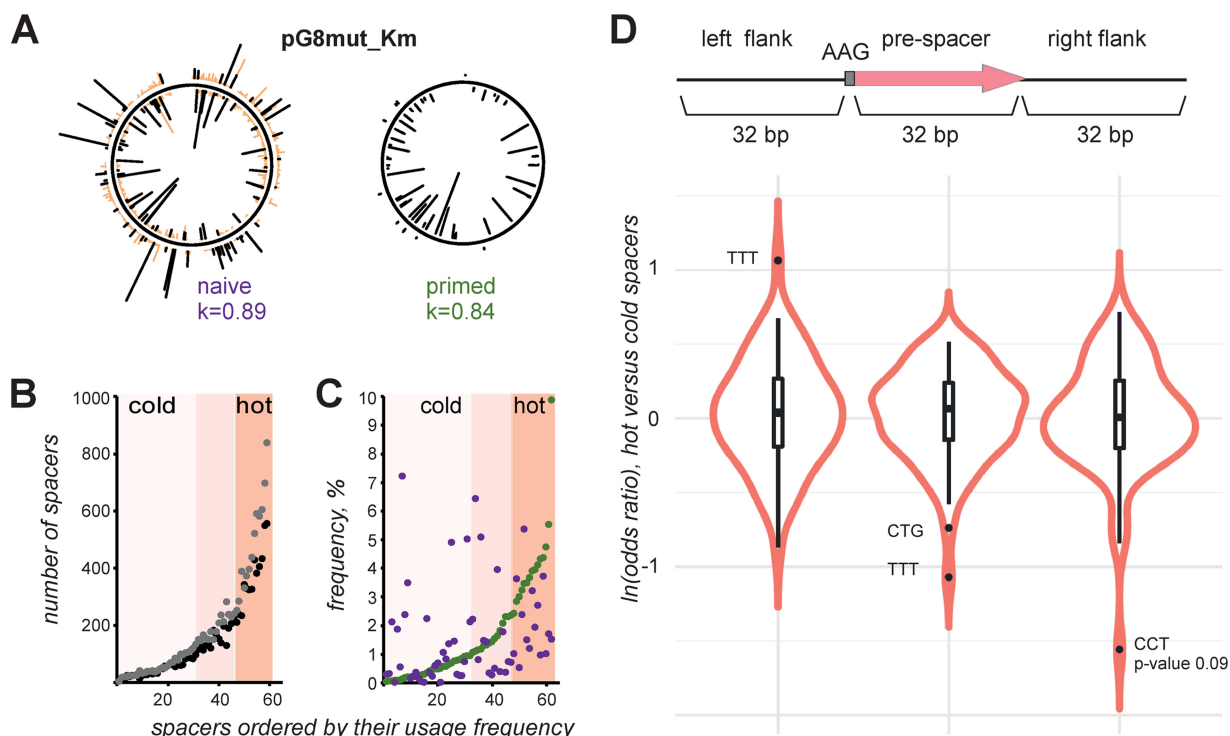 A
pG8mut_Km
naive
k=0.89
primed
k=0.84
B
number of spacers
1000
800
600
400
200
cold
hot
20
40
60
C
frequency, %
10
9
8
7
6
5
4
3
2
1
0
cold
hot
20
40
60
spacers ordered by their usage frequency
D
left flank
AAG
pre-spacer
right flank
32 bp
32 bp
32 bp
ln(odds ratio), hot versus cold spacers
1
0
-1
TTT
CTG
TTT
CCT
p-value 0.09